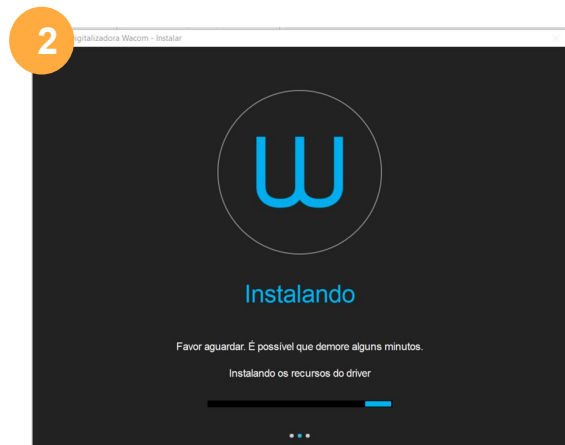 2
igitalizadora Wacom - Instalar
Instalando
Favor aguardar. É possível que demore alguns minutos.
Instalando os recursos do driver